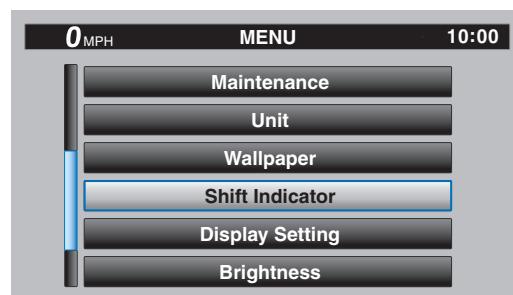 0 MPH MENU 10:00
Maintenance
Unit
Wallpaper
Shift Indicator
Display Setting
Brightness